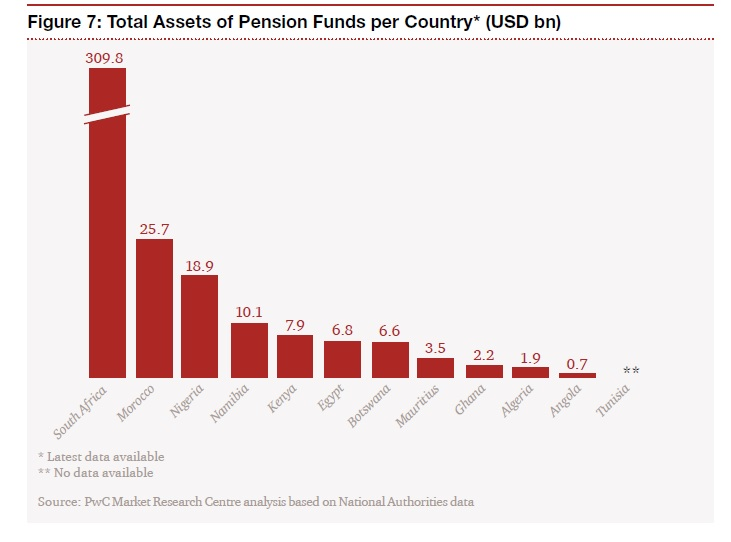 Figure 7: Total Assets of Pension Funds per Country* (USD bn)
309.8
25.7
18.9
10.1
7.9
6.8
6.6
3.5
2.2
1.9
0.7
**
South Africa
Morocco
Nigeria
Namibia
Kenya
Egypt
Botswana
Mauritius
Ghana
Algeria
Angola
Tunisia
* Latest data available
** No data available
Source: PwC Market Research Centre analysis based on National Authorities data